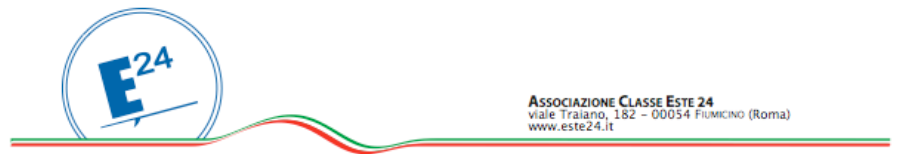 E24
ASSOCIAZIONE CLASSE ESTE 24
viale Traiano, 182 – 00054 FIUMICINO (Roma)
www.este24.it